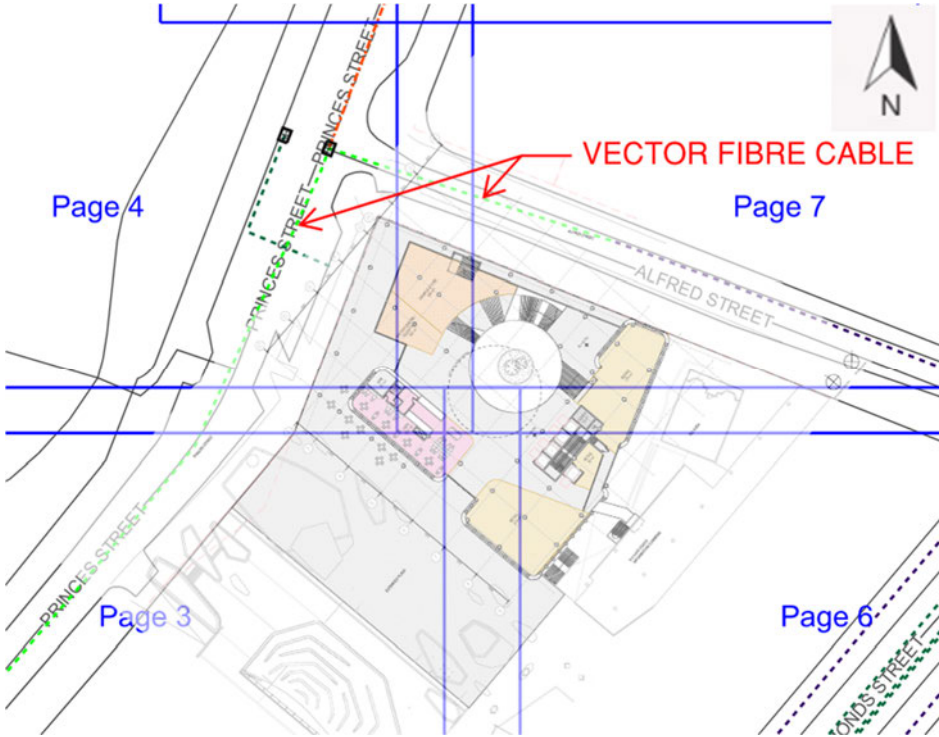 PRINCES STREET
PRINCES STREET
N
VECTOR FIBRE CABLE
Page 4
Page 7
ALFRED STREET
PRINCES STREET
Page 3
Page 6
ONDS STREET